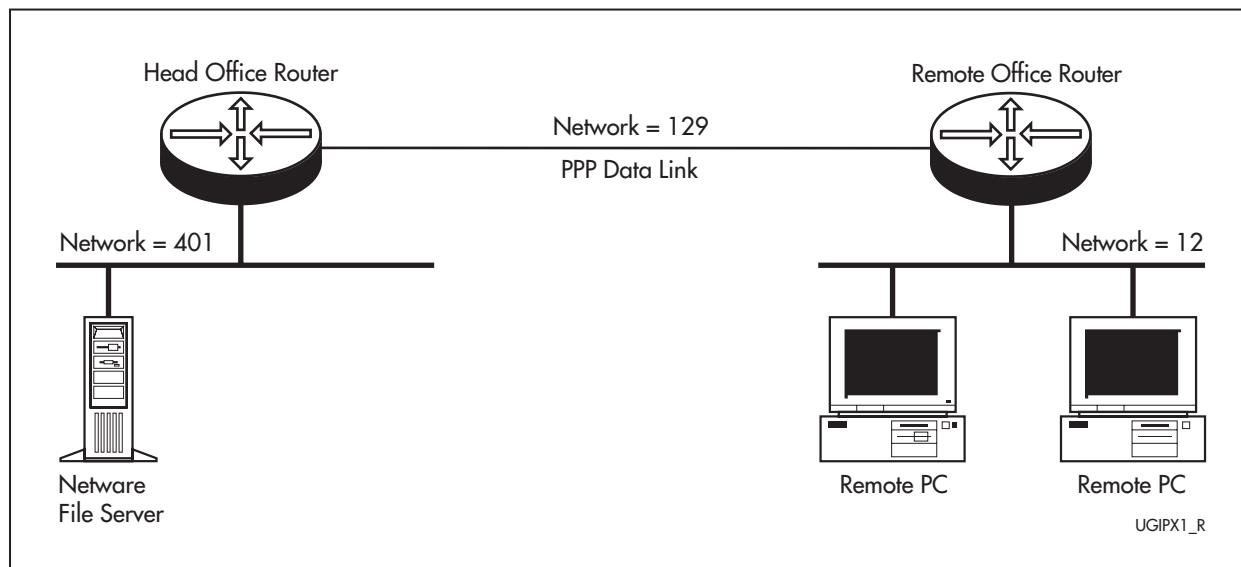 Head Office Router
Remote Office Router
Network = 129
PPP Data Link
Network = 401
Network = 12
Netware
File Server
Remote PC
Remote PC
UGIPX1_R